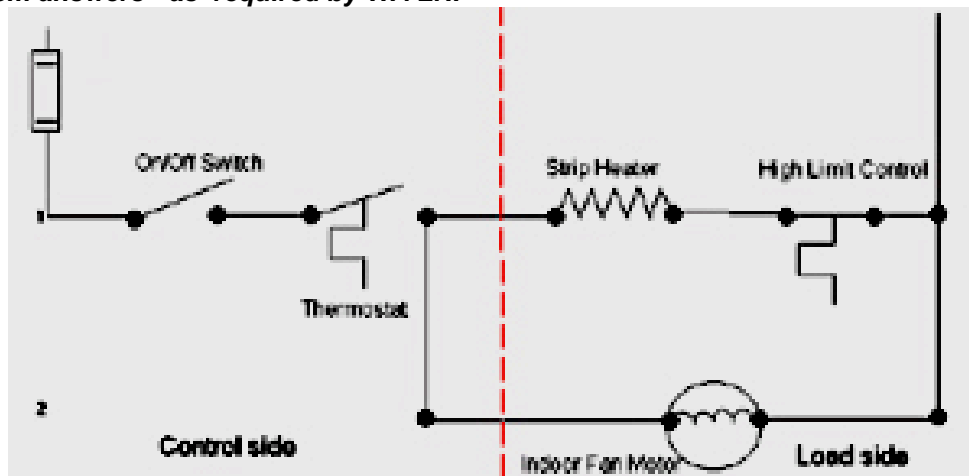 On/Off Switch
Strip Heater
High Limit Control
1
Thermostat
2
Control side
Indoor Fan Motor
Load side